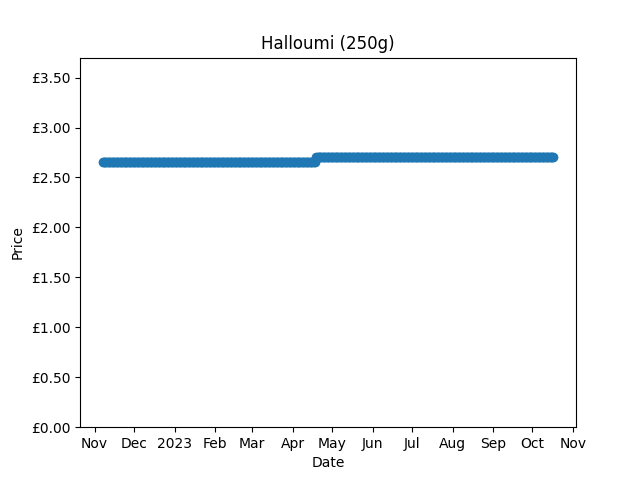 Halloumi (250g)
£3.50
£3.00
£2.50
£2.00
£1.50
£1.00
£0.50
£0.00
Price
Nov Dec 2023 Feb Mar Apr May Jun Jul Aug Sep Oct Nov
Date